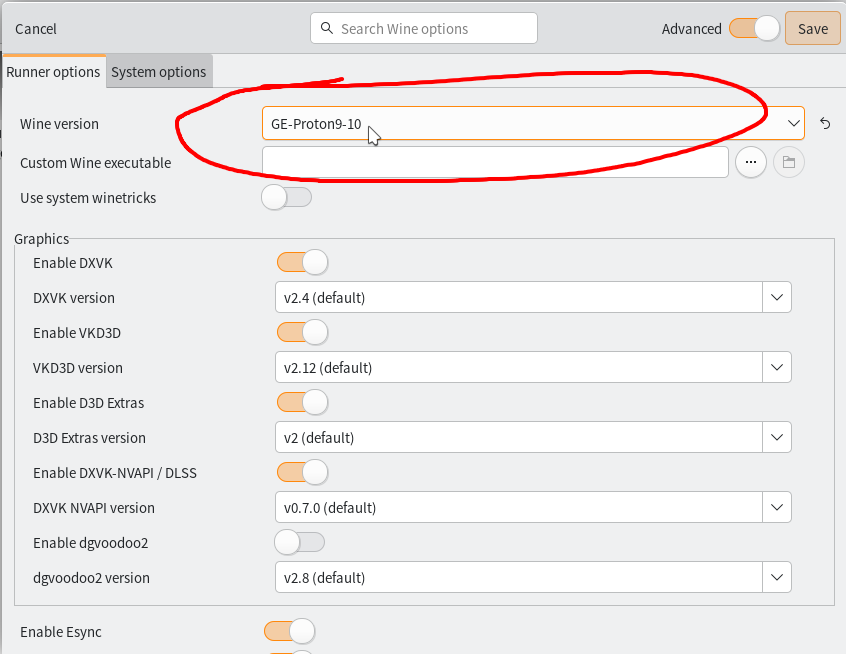 Cancel
Search Wine options
Advanced
Save
Runner options
System options
Wine version
GE-Proton9-10
Custom Wine executable
...
Use system winetricks
Graphics
Enable DXVK
DXVK version
v2.4 (default)
Enable VKD3D
VKD3D version
v2.12 (default)
Enable D3D Extras
D3D Extras version
v2 (default)
Enable DXVK-NVAPI / DLSS
DXVK NVAPI version
v0.7.0 (default)
Enable dgvoodoo2
dgvoodoo2 version
v2.8 (default)
Enable Esync